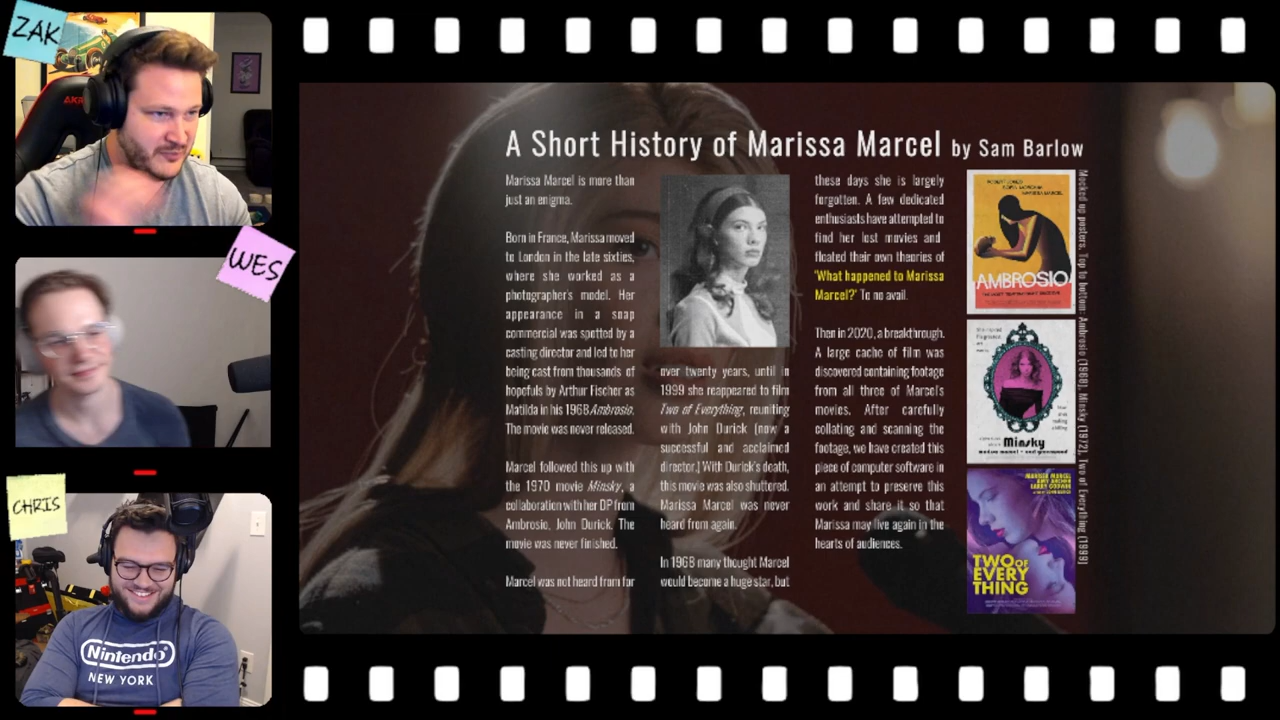 ZAK
WES
CHRIS
Nintendo
NEW YORK
A Short History of Marissa Marcel by Sam Barlow
Marissa Marcel is more than
just an enigma.
Born in France, Marissa moved
to London in the late sixties,
where she worked as a
photographer's model. Her
appearance in a soap
commercial was spotted by a
casting director and led to her
being cast from thousands of
hopefuls by Arthur Fischer as
Matilda in his 1968 Ambrosio.
The movie was never released.
Marcel followed this up with
the 1970 movie Minsky, a
collaboration with her DP from
Ambrosio, John Durick. The
movie was never finished.
Marcel was not heard from for
over twenty years, until in
1999 she reappeared to film
Two of Everything, reuniting
with John Durick (now a
successful and acclaimed
director.) With Durick's death,
this movie was also shuttered.
Marissa Marcel was never
heard from again.
In 1968 many thought Marcel
would become a huge star, but
these days she is largely
forgotten. A few dedicated
enthusiasts have attempted to
find her lost movies and
floated their own theories of
'What happened to Marissa
Marcel?' To no avail.
Then in 2020, a breakthrough.
A large cache of film was
discovered containing footage
from all three of Marcel's
movies. After carefully
collating and scanning the
footage, we have created this
piece of computer software in
an attempt to preserve this
work and share it so that
Marissa may live again in the
hearts of audiences.
AMBROSIO
Minsky
MARISSA MARCEL
TWO OF
EVERY
THING
Mocked up posters. Top to bottom: Ambrosio (1968), Minsky (1972), Two of Everything (1999)